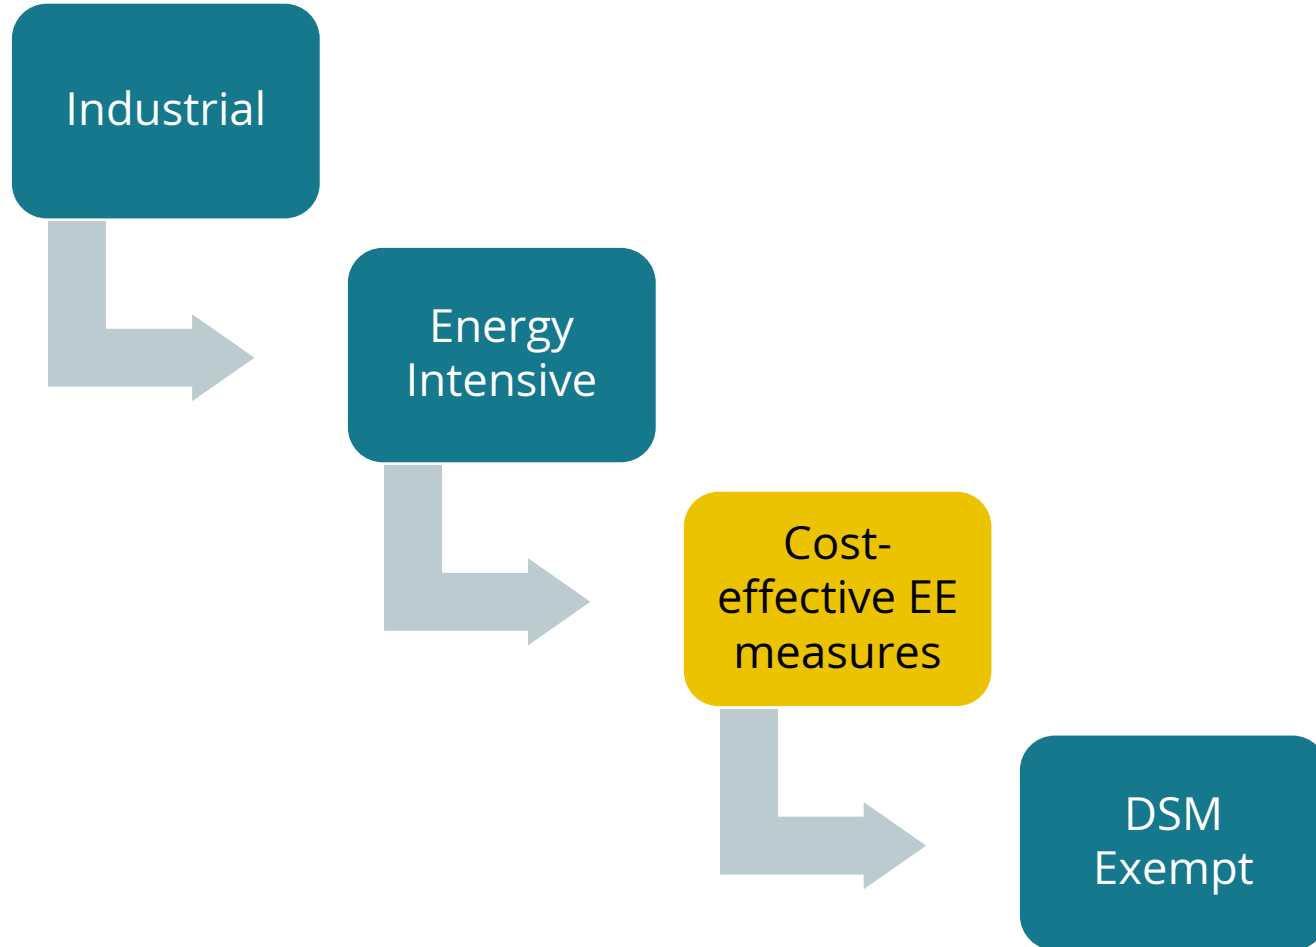 Industrial
Energy
Intensive
Cost-
effective EE
measures
DSM
Exempt